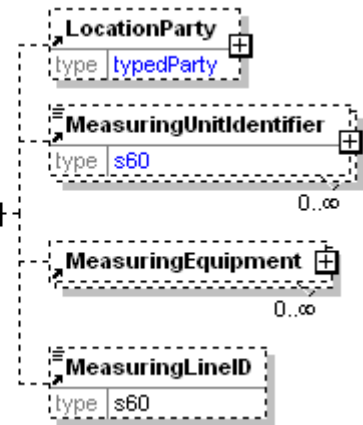 LocationParty
type typedParty
MeasuringUnitIdentifier
type s60
0..∞
MeasuringEquipment
0..∞
MeasuringLineID
type s60